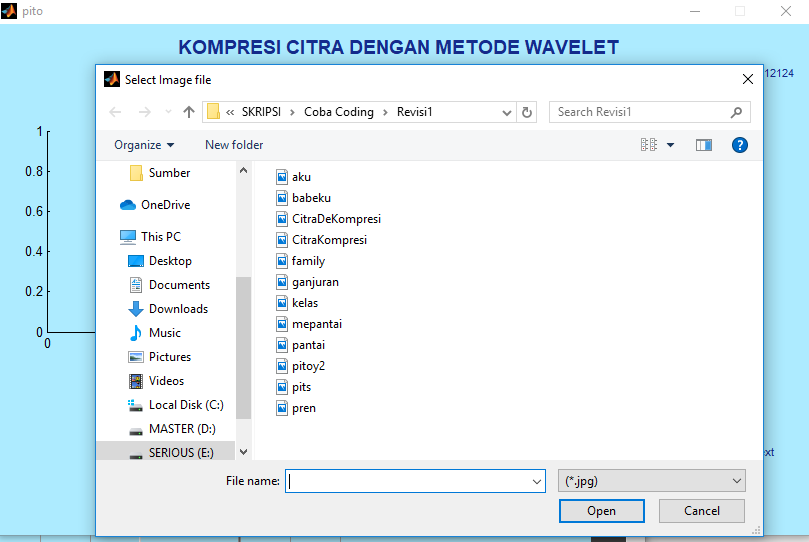 pito
KOMPRESI CITRA DENGAN METODE WAVELET
12124
Select Image file
« SKRIPSI › Coba Coding › Revisi1
Search Revisi1
Organize
New folder
?
Sumber
OneDrive
This PC
Desktop
Documents
Downloads
Music
Pictures
Videos
Local Disk (C:)
MASTER (D:)
SERIOUS (E:)
aku
babeku
CitraDeKompresi
CitraKompresi
family
ganjuran
kelas
mepantai
pantai
pitoy2
pits
pren
1
0.8
0.6
0.4
0.2
0
0
ext
File name:
(*.jpg)
Open
Cancel